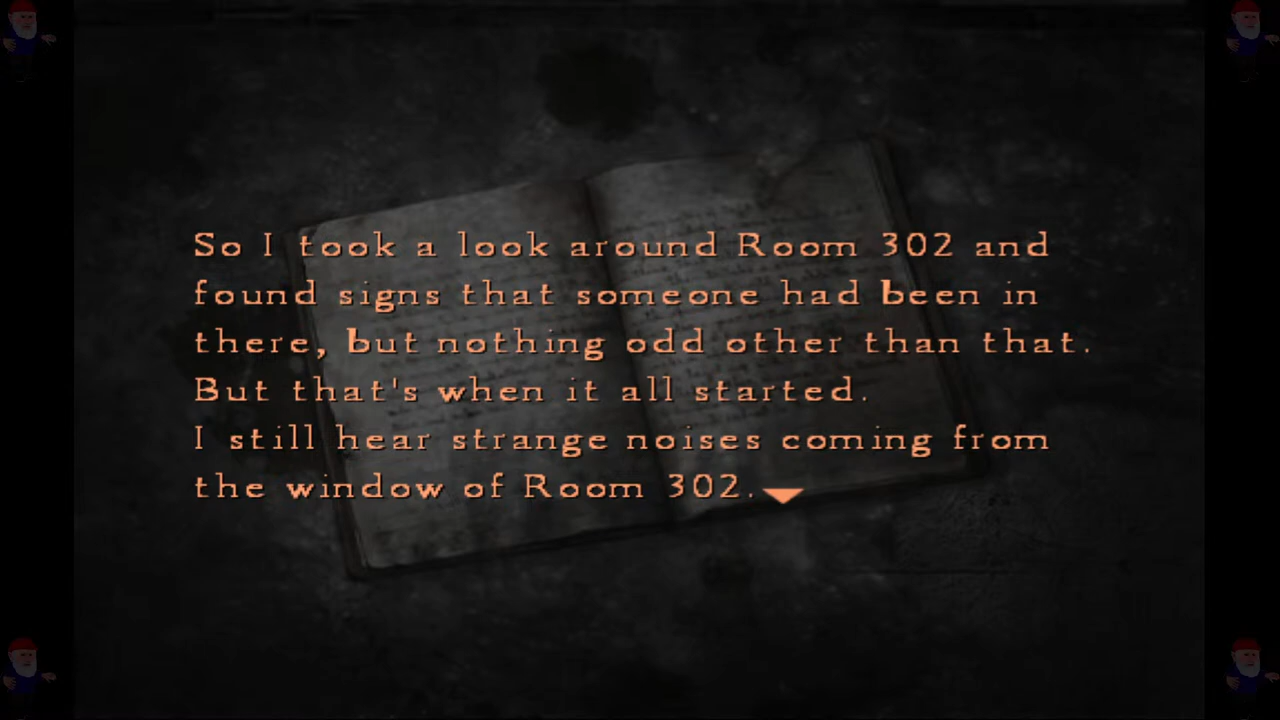 So I took a look around Room 302 and
found signs that someone had been in
there, but nothing odd other than that.
But that's when it all started.
I still hear strange noises coming from
the window of Room 302.